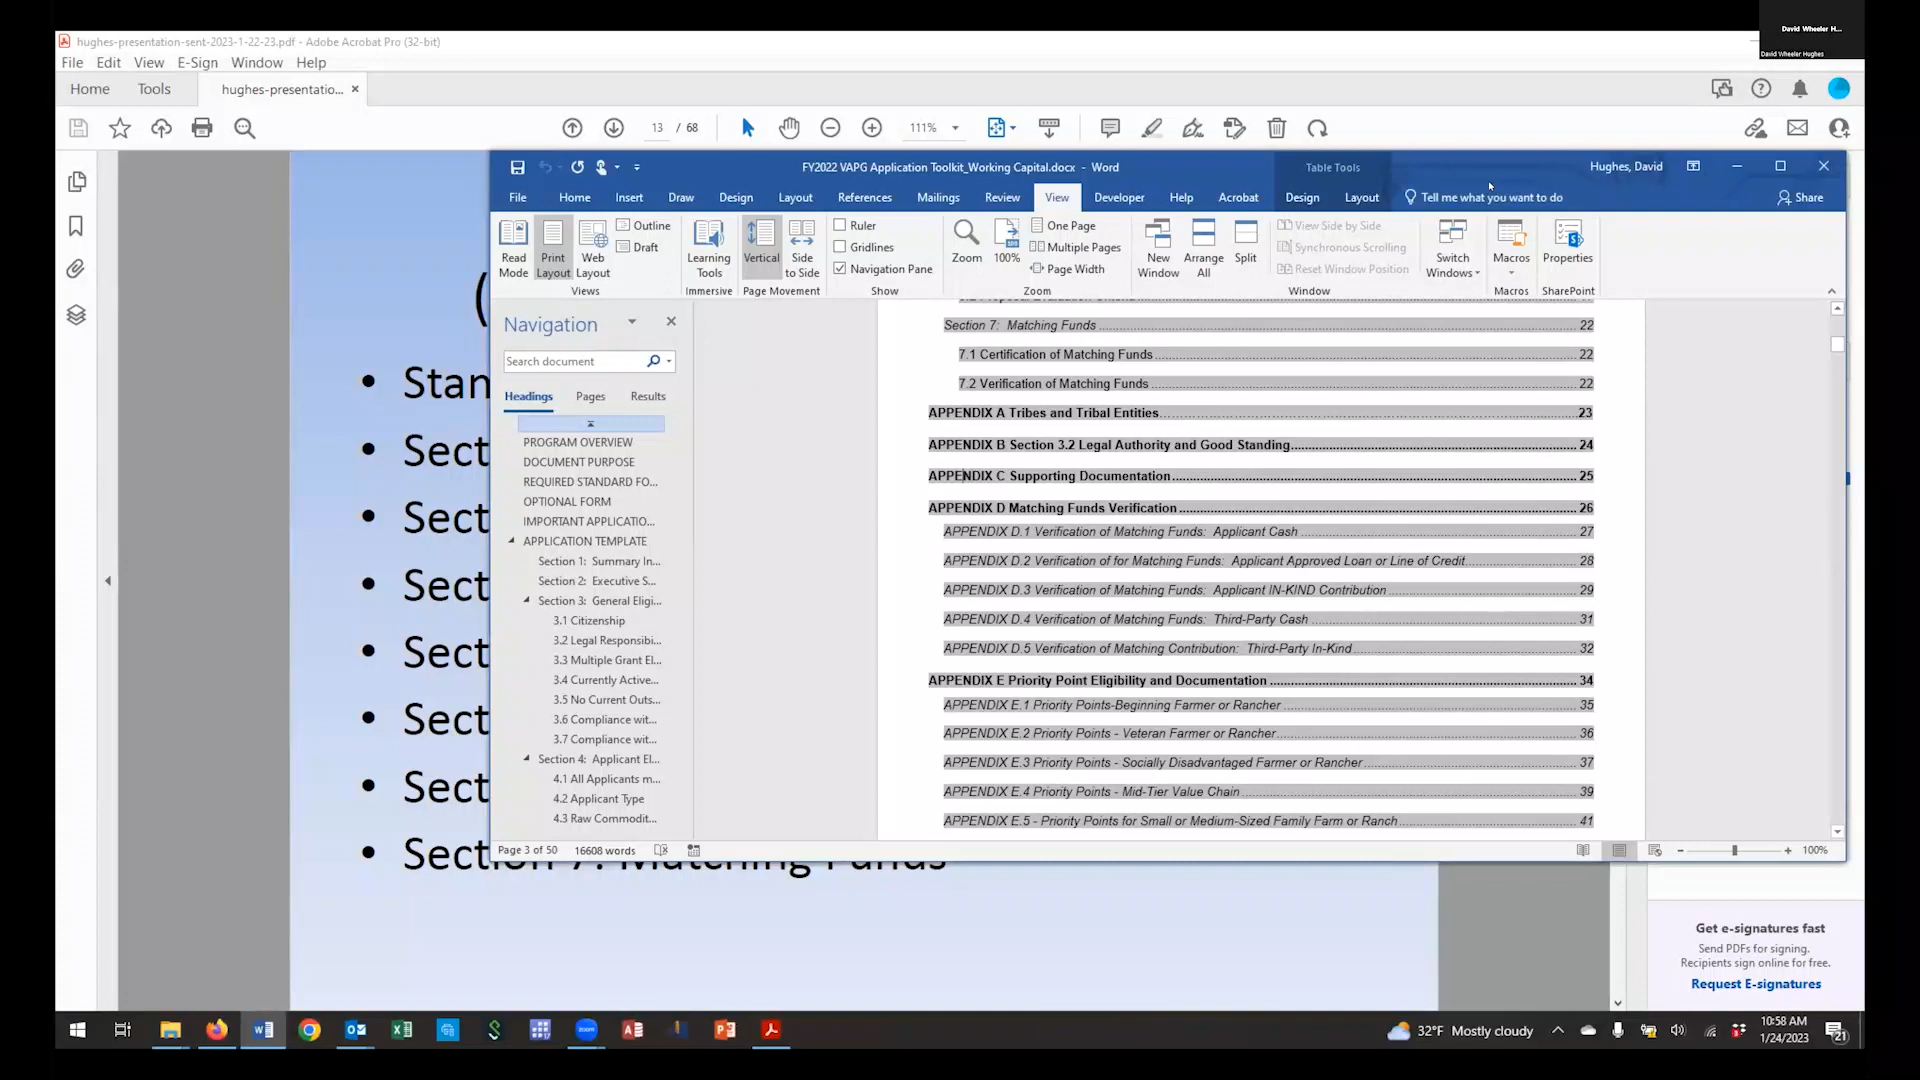 David Wheeler H...
David Wheeler Hughes
hughes-presentation-sent-2023-1-22-23.pdf - Adobe Acrobat Pro (32-bit)
File Edit View E-Sign Window Help
Home Tools hughes-presentatio... ×
13 / 68 111%
FY2022 VAPG Application Toolkit_Working Capital.docx - Word Table Tools Hughes, David
File Home Insert Draw Design Layout References Mailings Review View Developer Help Acrobat Design Layout Tell me what you want to do Share
Read Mode
Print Layout
Web Layout
Outline
Draft
Views
Learning Tools
Immersive
Vertical
Side to Side
Page Movement
Ruler
Gridlines
Navigation Pane
Show
Zoom
100%
One Page
Multiple Pages
Page Width
Zoom
New Window
Arrange All
Split
View Side by Side
Synchronous Scrolling
Reset Window Position
Switch Windows
Window
Macros
Macros
Properties
SharePoint
Navigation
Search document
Headings Pages Results
PROGRAM OVERVIEW
DOCUMENT PURPOSE
REQUIRED STANDARD FO...
OPTIONAL FORM
IMPORTANT APPLICATIO...
APPLICATION TEMPLATE
Section 1: Summary In...
Section 2: Executive S...
Section 3: General Eligi...
3.1 Citizenship
3.2 Legal Responsibi...
3.3 Multiple Grant El...
3.4 Currently Active...
3.5 No Current Outs...
3.6 Compliance wit...
3.7 Compliance wit...
Section 4: Applicant El...
4.1 All Applicants m...
4.2 Applicant Type
4.3 Raw Commodit...
Section 7: Matching Funds 22
7.1 Certification of Matching Funds 22
7.2 Verification of Matching Funds 22
APPENDIX A Tribes and Tribal Entities 23
APPENDIX B Section 3.2 Legal Authority and Good Standing 24
APPENDIX C Supporting Documentation 25
APPENDIX D Matching Funds Verification 26
APPENDIX D.1 Verification of Matching Funds: Applicant Cash 27
APPENDIX D.2 Verification of for Matching Funds: Applicant Approved Loan or Line of Credit 28
APPENDIX D.3 Verification of Matching Funds: Applicant IN-KIND Contribution 29
APPENDIX D.4 Verification of Matching Funds: Third-Party Cash 31
APPENDIX D.5 Verification of Matching Contribution: Third-Party In-Kind 32
APPENDIX E Priority Point Eligibility and Documentation 34
APPENDIX E.1 Priority Points-Beginning Farmer or Rancher 35
APPENDIX E.2 Priority Points - Veteran Farmer or Rancher 36
APPENDIX E.3 Priority Points - Socially Disadvantaged Farmer or Rancher 37
APPENDIX E.4 Priority Points - Mid-Tier Value Chain 39
APPENDIX E.5 - Priority Points for Small or Medium-Sized Family Farm or Ranch 41
Page 3 of 50 16608 words 100%
(
• Stan
• Sect
• Sect
• Sect
• Sect
• Sect
• Sect
• Section 7: Matching Funds
Get e-signatures fast
Send PDFs for signing.
Recipients sign online for free.
Request E-signatures
32°F Mostly cloudy
10:58 AM
1/24/2023
21